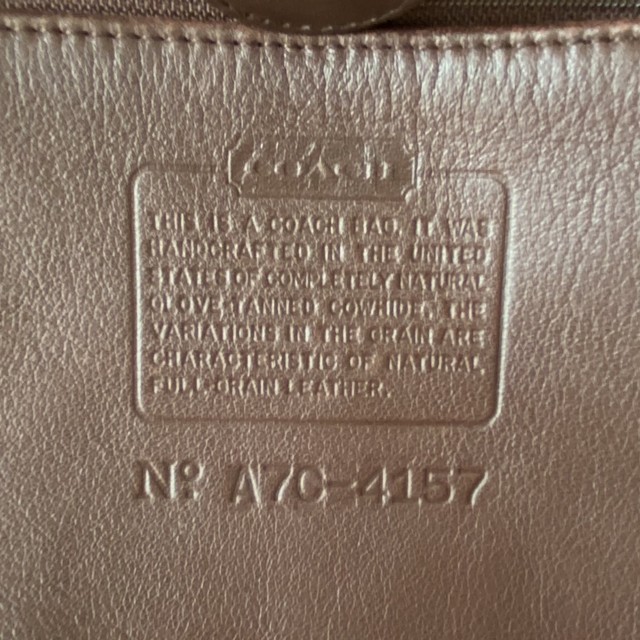 COACH
THIS IS A COACH BAG. IT WAS
HANDCRAFTED IN THE UNITED
STATES OF COMPLETELY NATURAL
GLOVE-TANNED COWHIDE. THE
VARIATIONS IN THE GRAIN ARE
CHARACTERISTIC OF NATURAL
FULL-GRAIN LEATHER.
Nº A7C-4157